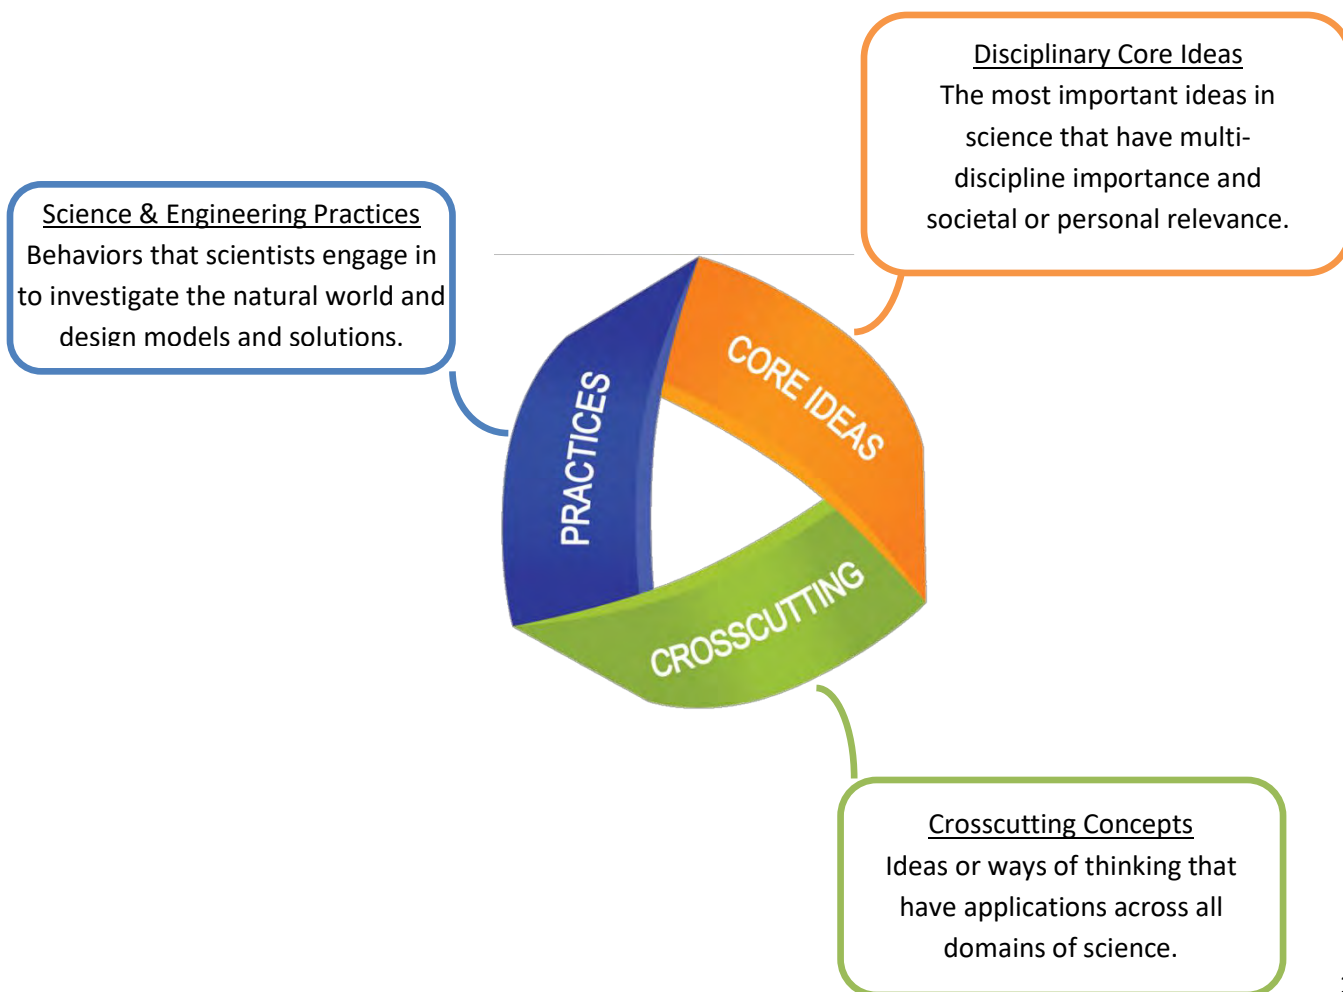 Disciplinary Core Ideas
The most important ideas in
science that have multi-
discipline importance and
societal or personal relevance.
Science & Engineering Practices
Behaviors that scientists engage in
to investigate the natural world and
design models and solutions.
PRACTICES
CORE IDEAS
CROSSCUTTING
Crosscutting Concepts
Ideas or ways of thinking that
have applications across all
domains of science.